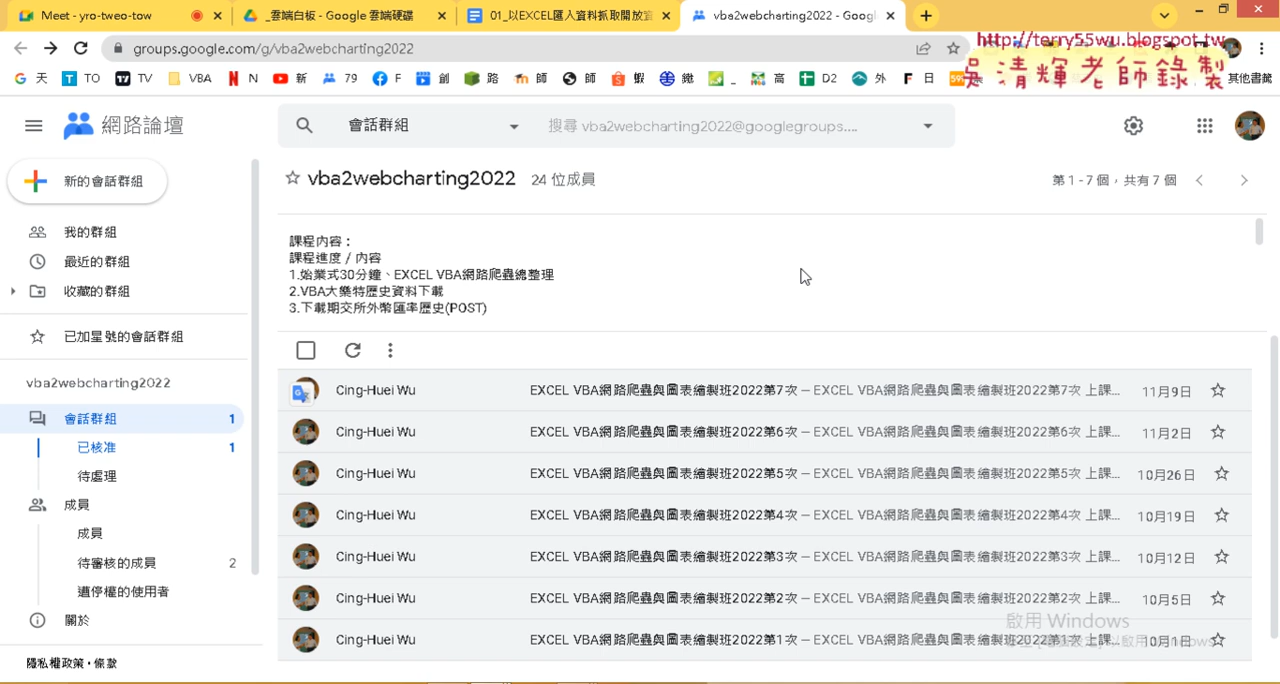 Meet - yro-tweo-tow
_雲端白板 - Google 雲端硬碟
01_以EXCEL匯入資料抓取開放資
vba2webcharting2022 - Googl
groups.google.com/g/vba2webcharting2022
http://terry55wu.blogspot.tw
吳清輝老師錄製
天 TO TV VBA N 新 79 F 創 路 師 師 蝦 鐵 _ 高 D2 外 日 其他書籤
網路論壇
會話群組
搜尋 vba2webcharting2022@googlegroups....
新的會話群組
vba2webcharting2022 24 位成員
第 1 - 7 個，共有 7 個
我的群組
最近的群組
收藏的群組
已加星號的會話群組
vba2webcharting2022
會話群組 1
已核准 1
待處理
成員
成員
待審核的成員 2
遭停權的使用者
關於
隱私權政策 • 條款
課程內容：
課程進度 / 內容
1.始業式30分鐘、EXCEL VBA網路爬蟲總整理
2.VBA大樂特歷史資料下載
3.下載期交所外幣匯率歷史(POST)
Cing-Huei Wu EXCEL VBA網路爬蟲與圖表繪製班2022第7次 – EXCEL VBA網路爬蟲與圖表繪製班2022第7次 上課... 11月9日
Cing-Huei Wu EXCEL VBA網路爬蟲與圖表繪製班2022第6次 – EXCEL VBA網路爬蟲與圖表繪製班2022第6次 上課... 11月2日
Cing-Huei Wu EXCEL VBA網路爬蟲與圖表繪製班2022第5次 – EXCEL VBA網路爬蟲與圖表繪製班2022第5次 上課... 10月26日
Cing-Huei Wu EXCEL VBA網路爬蟲與圖表繪製班2022第4次 – EXCEL VBA網路爬蟲與圖表繪製班2022第4次 上課... 10月19日
Cing-Huei Wu EXCEL VBA網路爬蟲與圖表繪製班2022第3次 – EXCEL VBA網路爬蟲與圖表繪製班2022第3次 上課... 10月12日
Cing-Huei Wu EXCEL VBA網路爬蟲與圖表繪製班2022第2次 – EXCEL VBA網路爬蟲與圖表繪製班2022第2次 上課... 10月5日
Cing-Huei Wu EXCEL VBA網路爬蟲與圖表繪製班2022第1次 – EXCEL VBA網路爬蟲與圖表繪製班2022第1次 上課... 10月1日
啟用 Windows